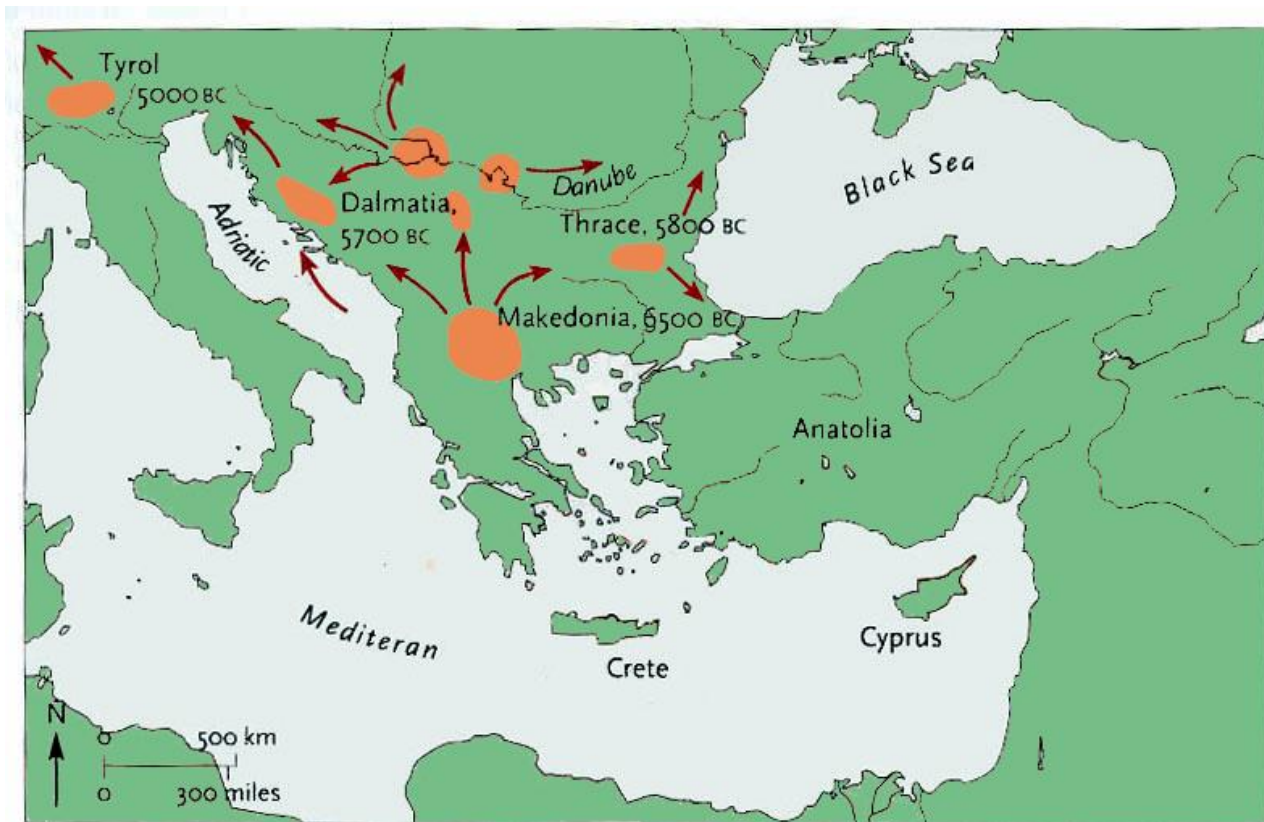 Tyrol
5000 BC
Black Sea
Danube
Dalmatia,
5700 BC
Thrace, 5800 BC
Adriatic
Makedonia, 6500 BC
Anatolia
Mediteran
Cyprus
Crete
N
0 500 km
0 300 miles